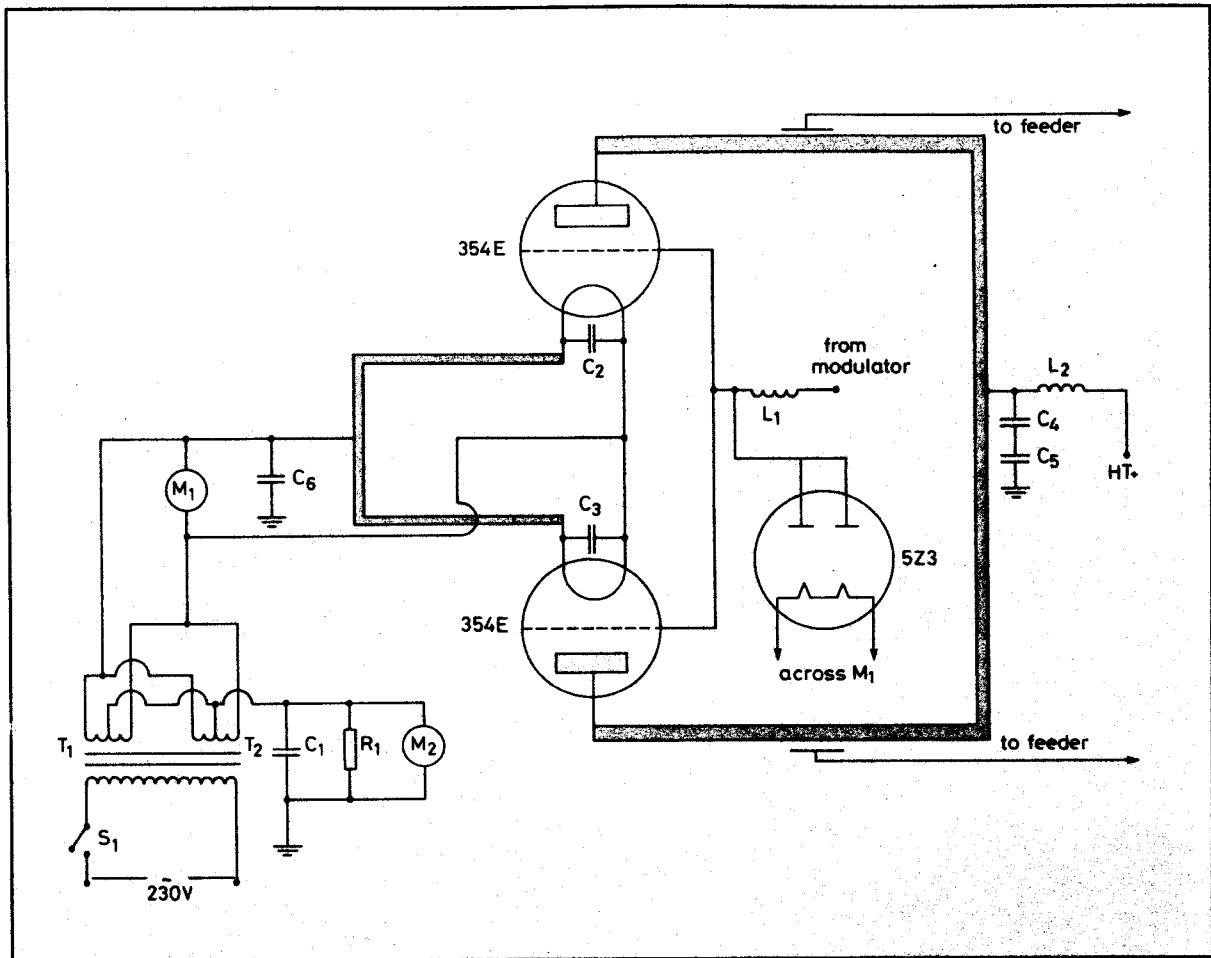 to feeder
354E
C2
from
modulator
L1
L2
C4
C5
HT+
M1
C6
C3
5Z3
354E
across M1
T1
T2
C1
R1
M2
to feeder
S1
~
230V